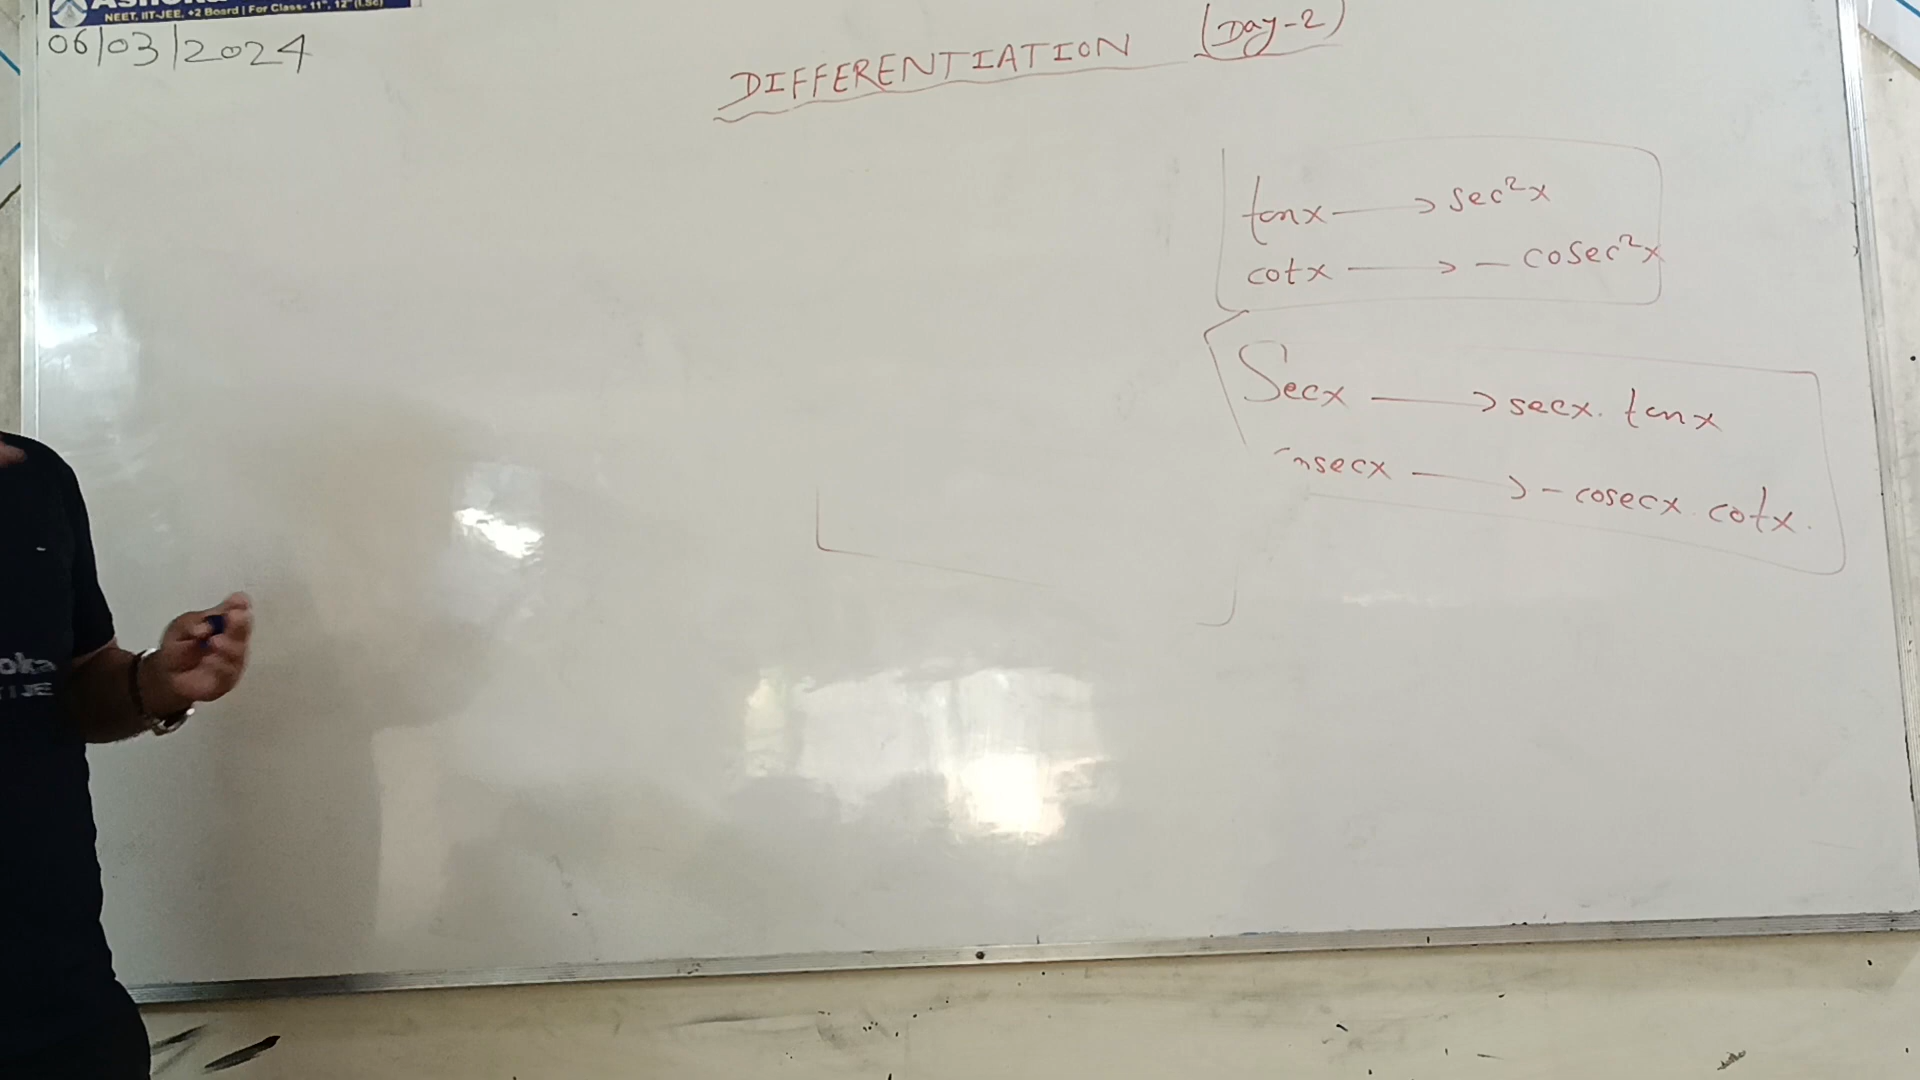 NEET, IIT-JEE, +2 Board | For Class- 11th, 12th (I.Sc)
06/03/2024
DIFFERENTIATION (Day-2)
tanx → sec²x
cotx → - cosec²x
Secx → secx. tanx
secx → - cosecx. cotx.
oka